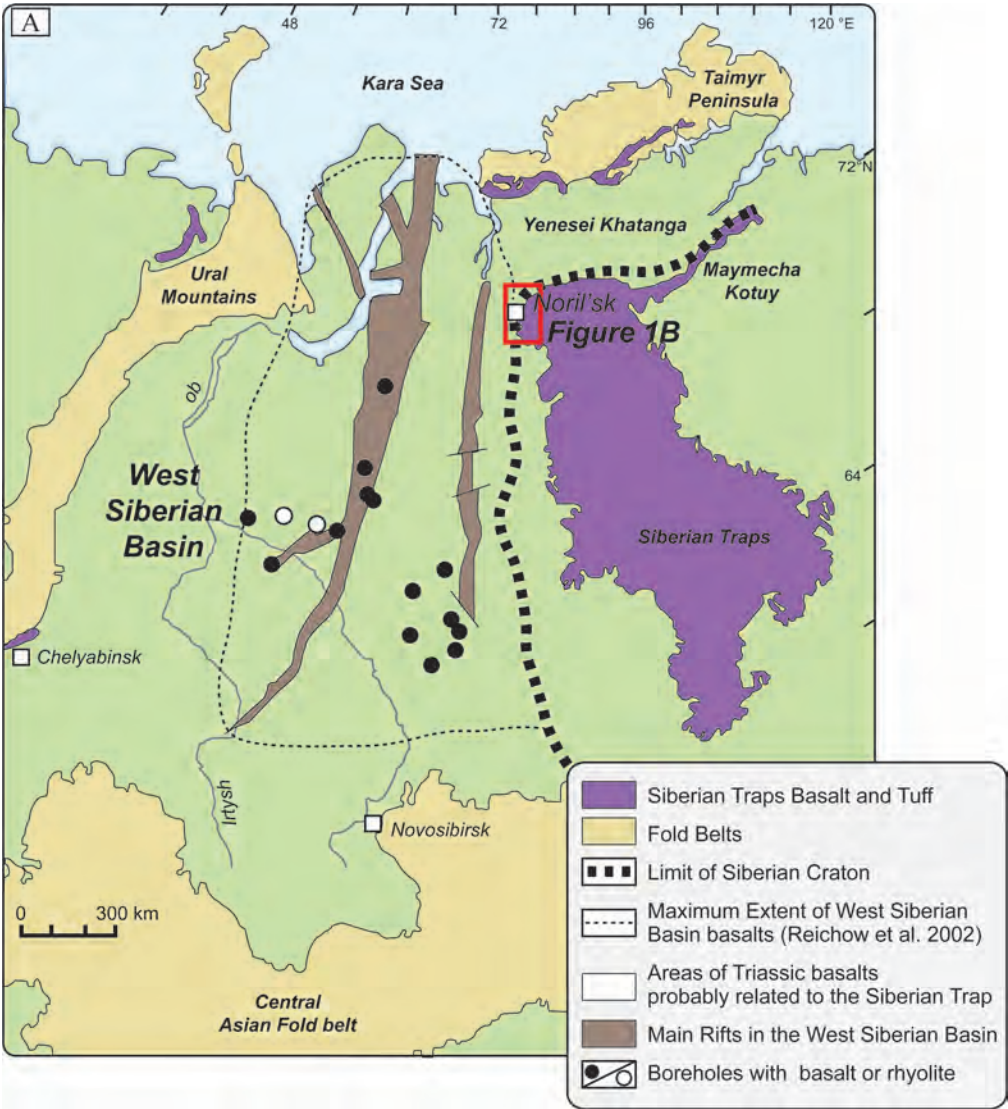 A
48
72
96
120 °E
Kara Sea
Taimyr
Peninsula
72°N
Yenesei Khatanga
Ural
Mountains
Maymecha
Kotuy
Noril'sk
Figure 1B
ob
West
Siberian
Basin
64
Siberian Traps
Chelyabinsk
Irtysh
Novosibirsk
0 300 km
Central
Asian Fold belt
Siberian Traps Basalt and Tuff
Fold Belts
Limit of Siberian Craton
Maximum Extent of West Siberian
Basin basalts (Reichow et al. 2002)
Areas of Triassic basalts
probably related to the Siberian Trap
Main Rifts in the West Siberian Basin
Boreholes with basalt or rhyolite